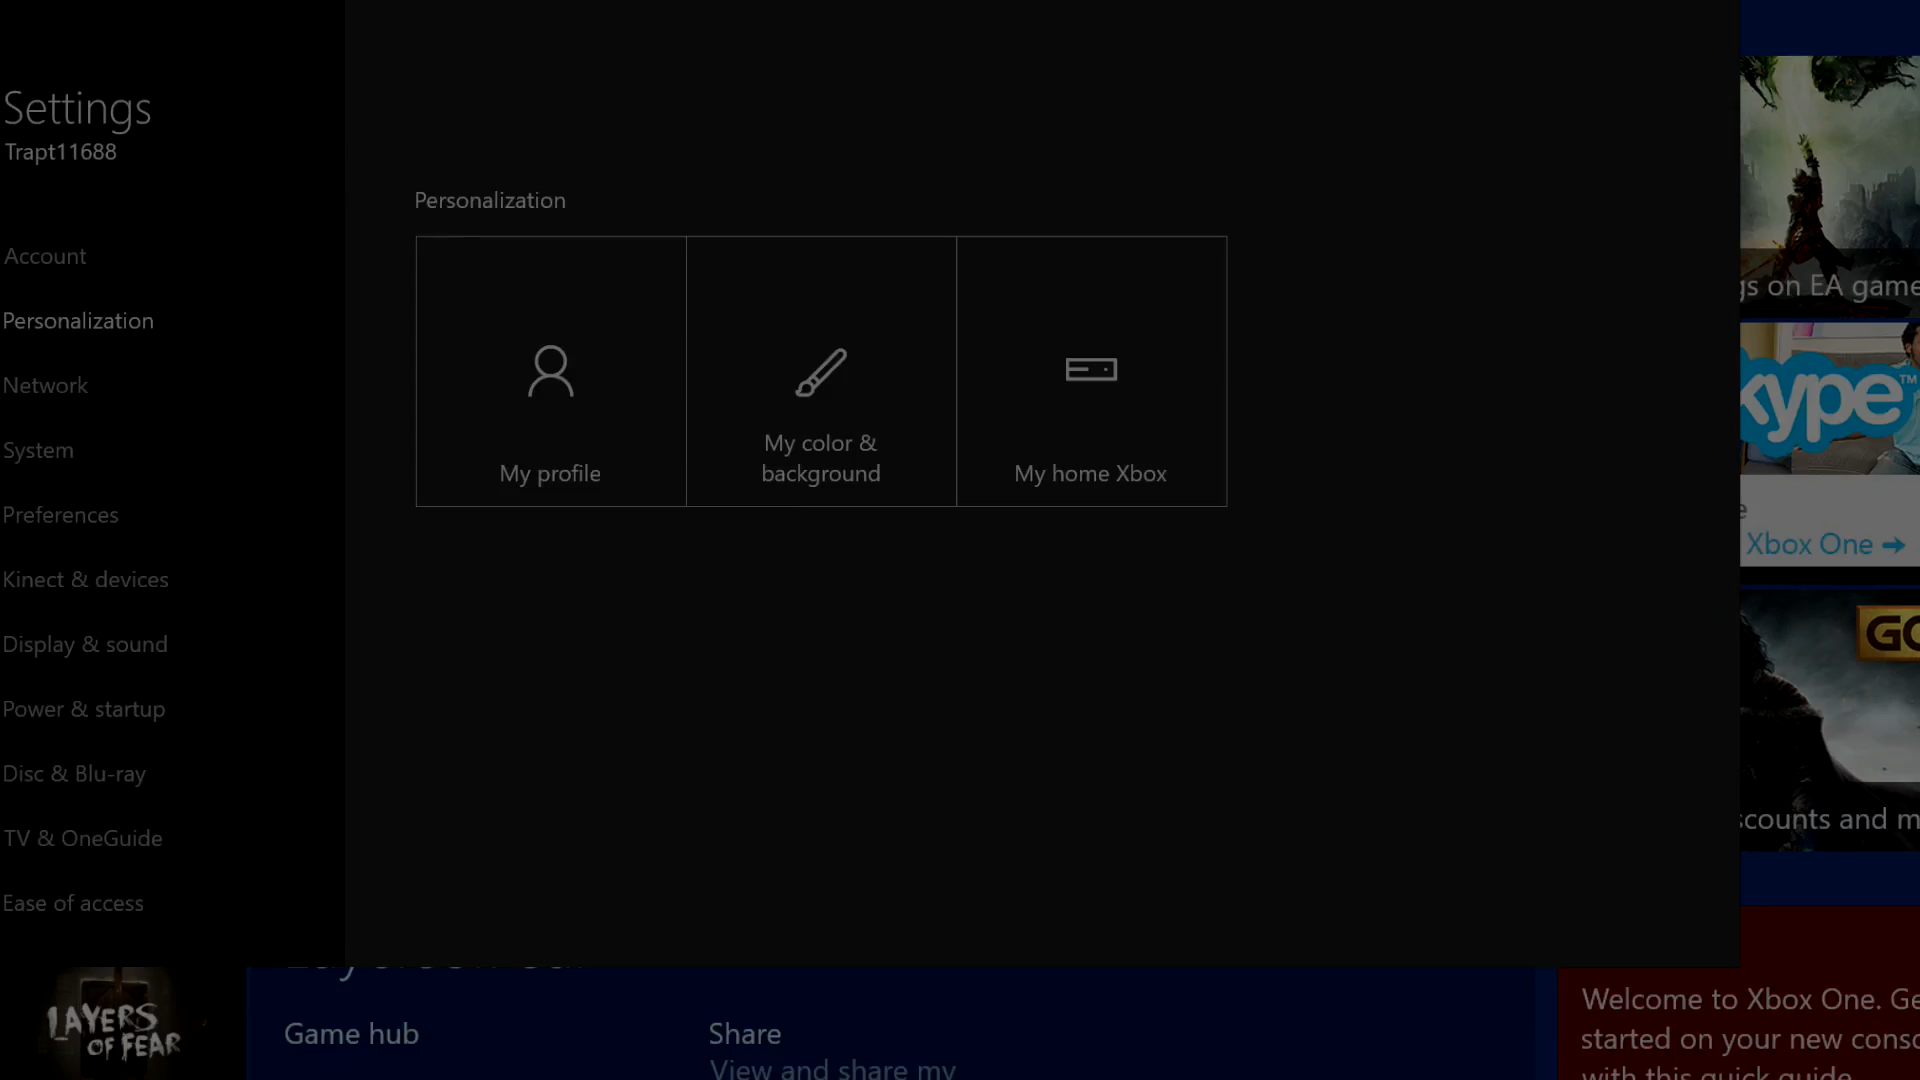 Settings
Trapt11688
Account
Personalization
Network
System
Preferences
Kinect & devices
Display & sound
Power & startup
Disc & Blu-ray
TV & OneGuide
Ease of access
Personalization
My profile
My color &
background
My home Xbox
gs on EA game
kype™
e
Xbox One
GO
scounts and m
LAYERS
OF FEAR
Game hub
Share
View and share my
Welcome to Xbox One. Ge
started on your new conso
with this quick guide